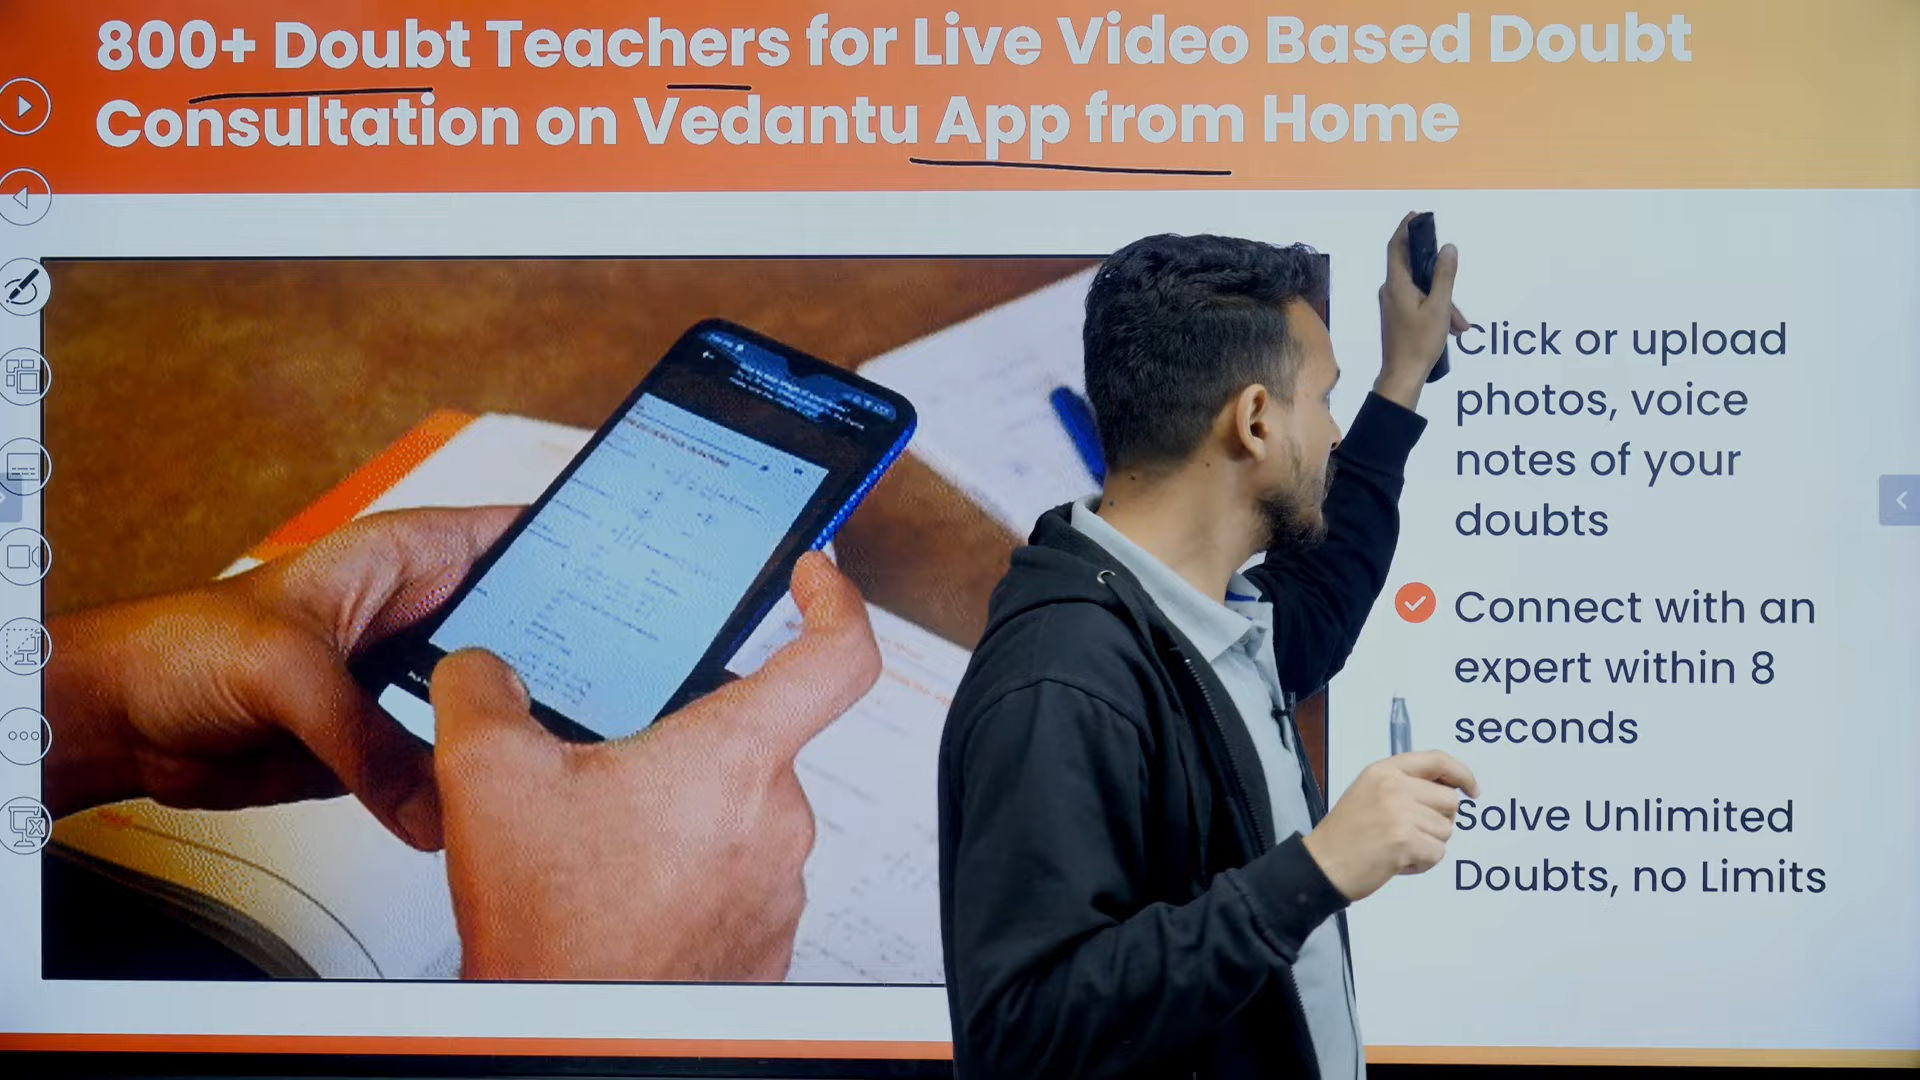 800+ Doubt Teachers for Live Video Based Doubt
Consultation on Vedantu App from Home
Click or upload
photos, voice
notes of your
doubts
Connect with an
expert within 8
seconds
Solve Unlimited
Doubts, no Limits